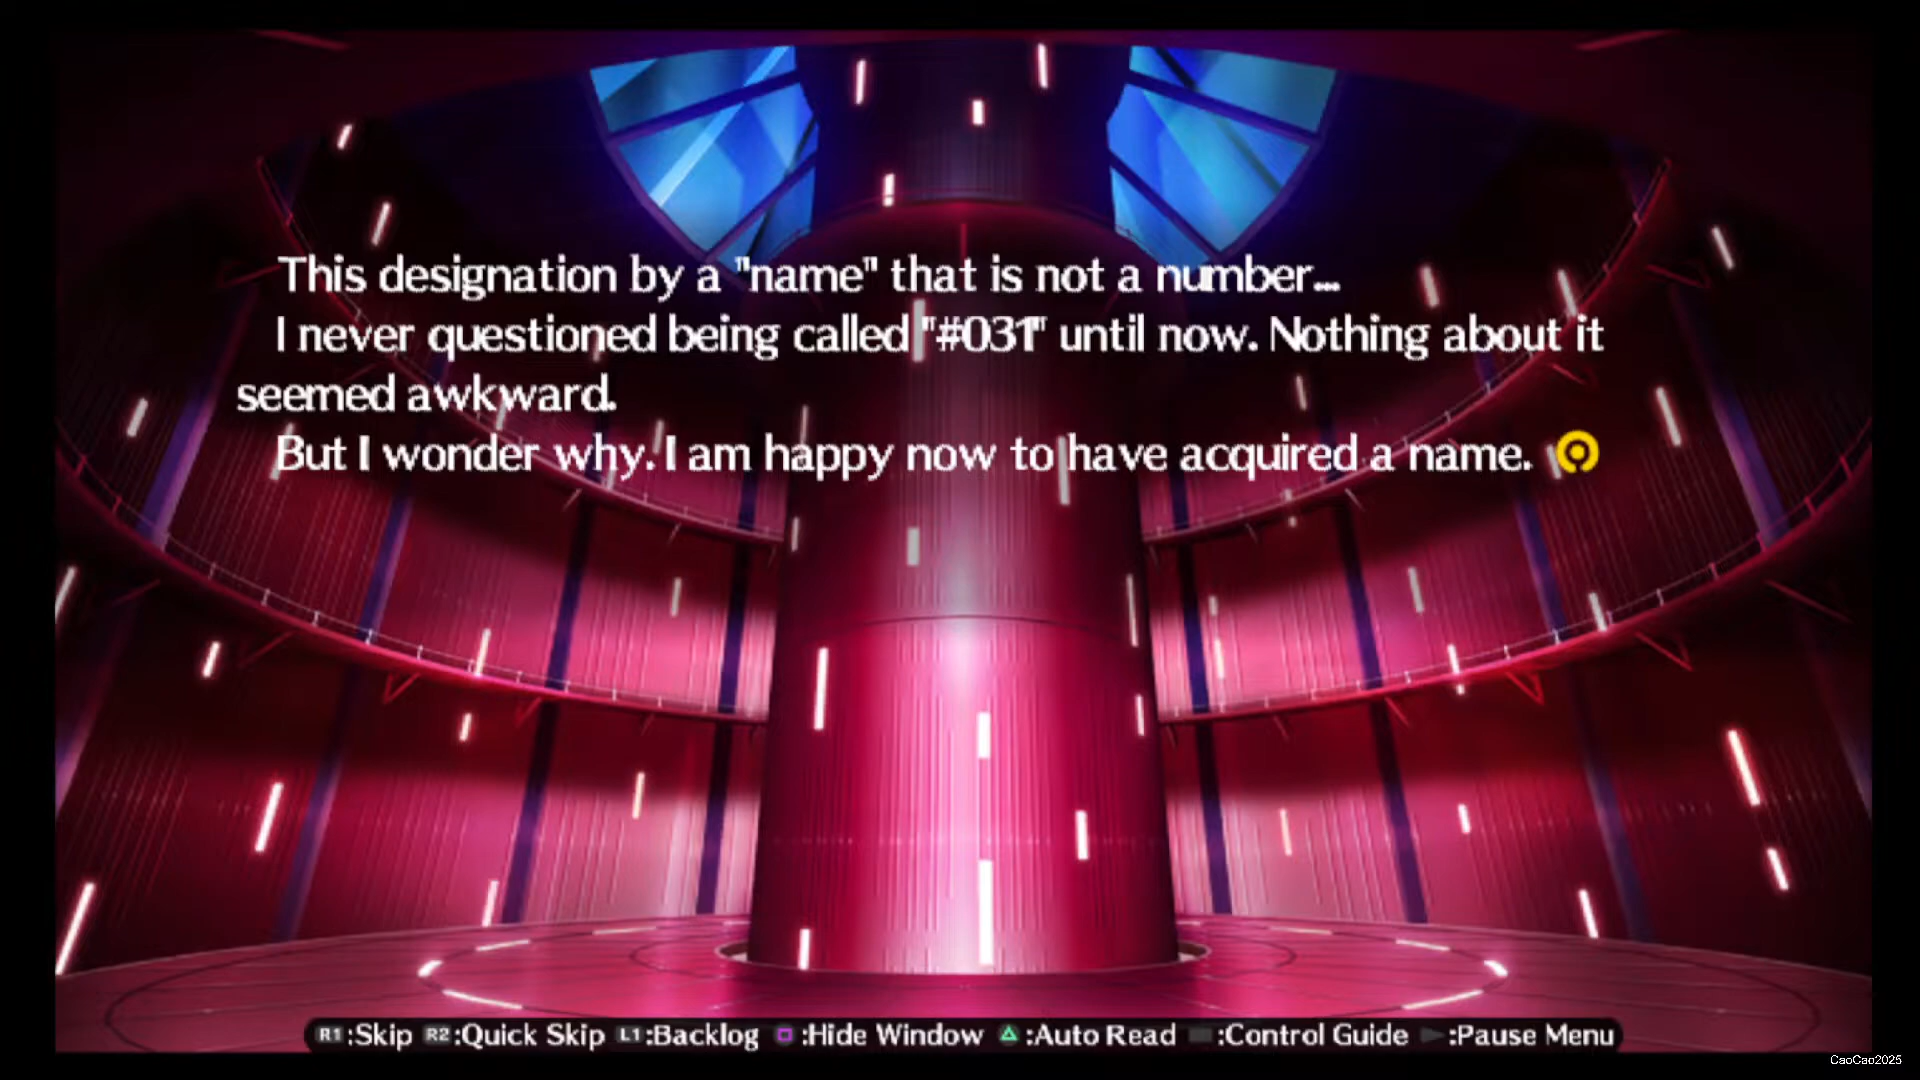 This designation by a "name" that is not a number...
I never questioned being called "#031" until now. Nothing about it
seemed awkward.
But I wonder why. I am happy now to have acquired a name.
R1:Skip R2:Quick Skip L1:Backlog :Hide Window :Auto Read :Control Guide :Pause Menu
CaoCao2025